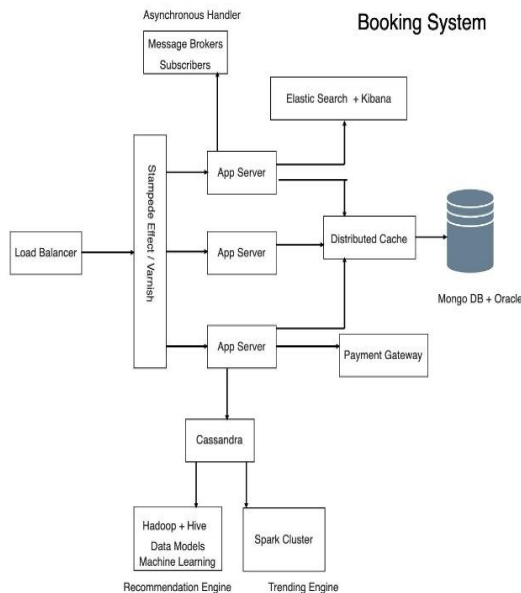 Asynchronous Handler
Booking System
Message Brokers
Subscribers
Elastic Search + Kibana
Stampede Effect / Varnish
App Server
Load Balancer
App Server
Distributed Cache
Mongo DB + Oracle
App Server
Payment Gateway
Cassandra
Hadoop + Hive
Data Models
Machine Learning
Spark Cluster
Recommendation Engine
Trending Engine